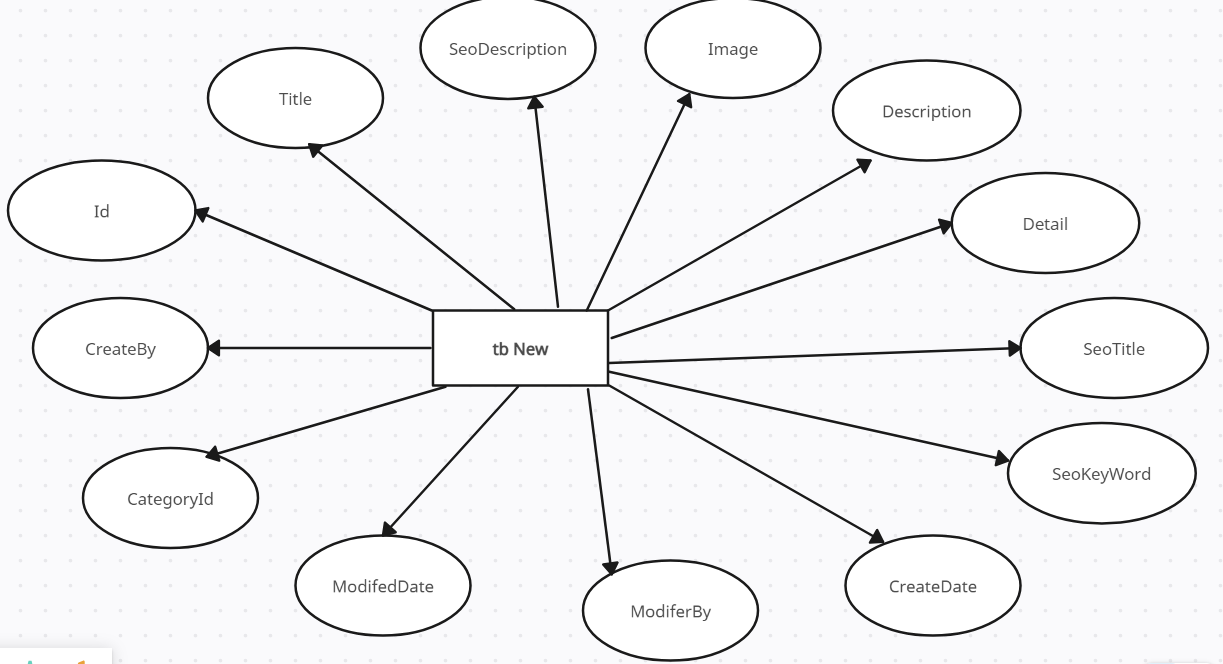 SeoDescription
Image
Title
Description
Id
Detail
CreateBy
tb New
SeoTitle
SeoKeyWord
CategoryId
ModifedDate
CreateDate
ModiferBy